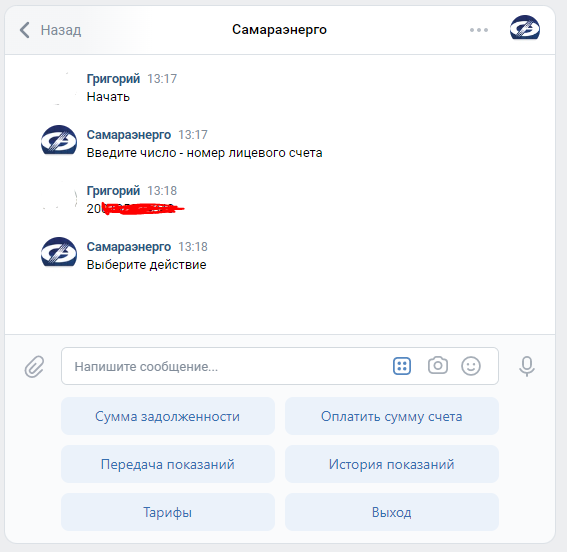 Назад
Самараэнерго
Григорий 13:17
Начать
Самараэнерго 13:17
Введите число - номер лицевого счета
Григорий 13:18
20
Самараэнерго 13:18
Выберите действие
Напишите сообщение...
Сумма задолженности Оплатить сумму счета
Передача показаний История показаний
Тарифы Выход